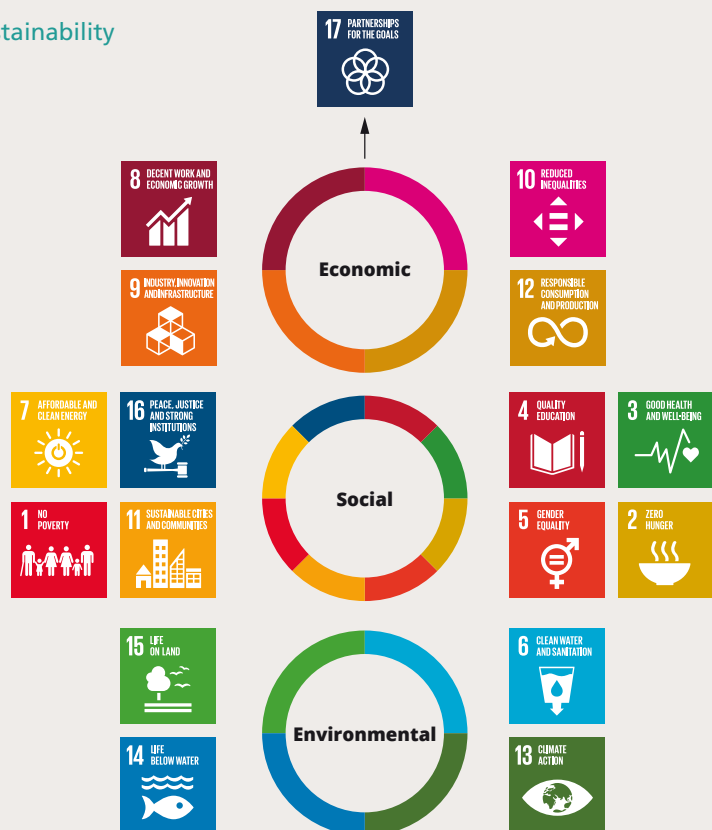 stainability
17 PARTNERSHIPS
FOR THE GOALS
8 DECENT WORK AND
ECONOMIC GROWTH
10 REDUCED
INEQUALITIES
Economic
9 INDUSTRY, INNOVATION
ANDINFRASTRUCTURE
12 RESPONSIBLE
CONSUMPTION
AND PRODUCTION
7 AFFORDABLE AND
CLEAN ENERGY
16 PEACE, JUSTICE
AND STRONG
INSTITUTIONS
4 QUALITY
EDUCATION
3 GOOD HEALTH
AND WELL-BEING
Social
1 NO
POVERTY
11 SUSTAINABLE CITIES
AND COMMUNITIES
5 GENDER
EQUALITY
2 ZERO
HUNGER
15 LIFE
ON LAND
6 CLEAN WATER
AND SANITATION
Environmental
14 LIFE
BELOW WATER
13 CLIMATE
ACTION